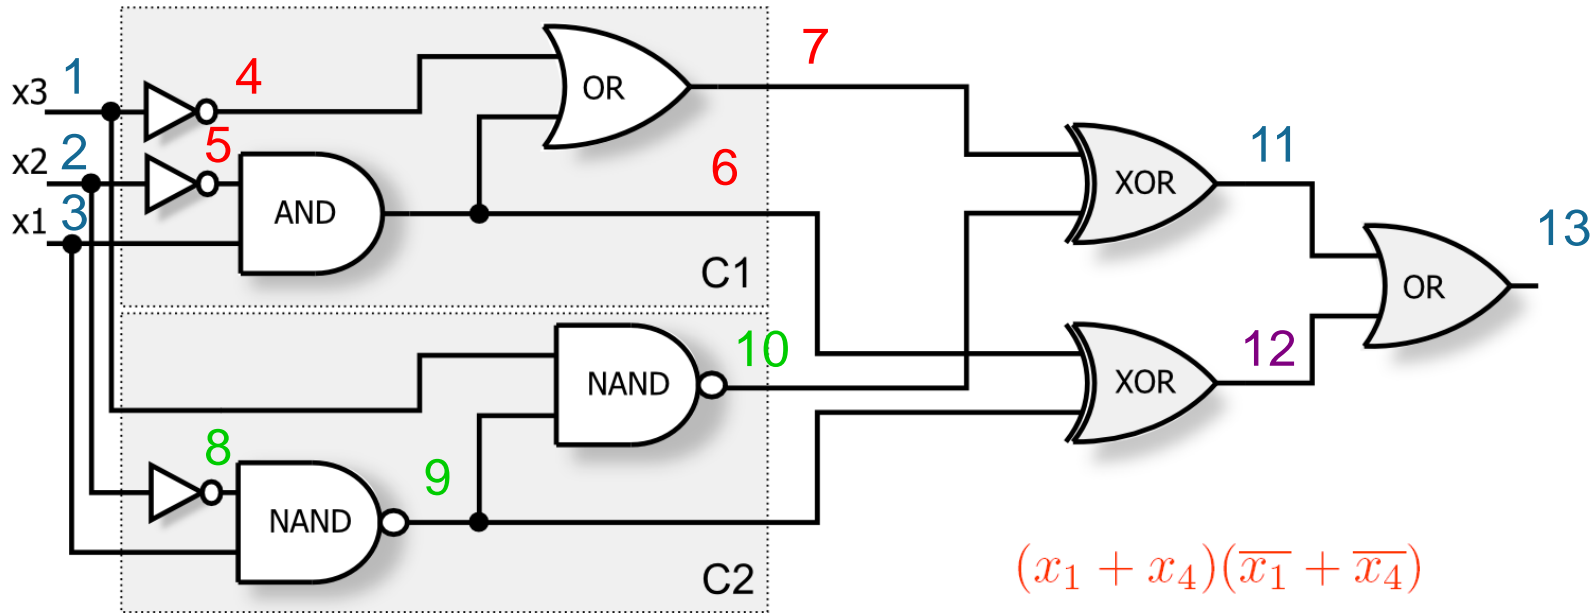 x3 1 4 OR 7
x2 2 5 6 XOR 11
x1 3 AND 13
C1 OR
10 XOR 12
NAND
8 9
NAND
C2 (x₁ + x₄)(x̅₁̅ + x̅₄̅)